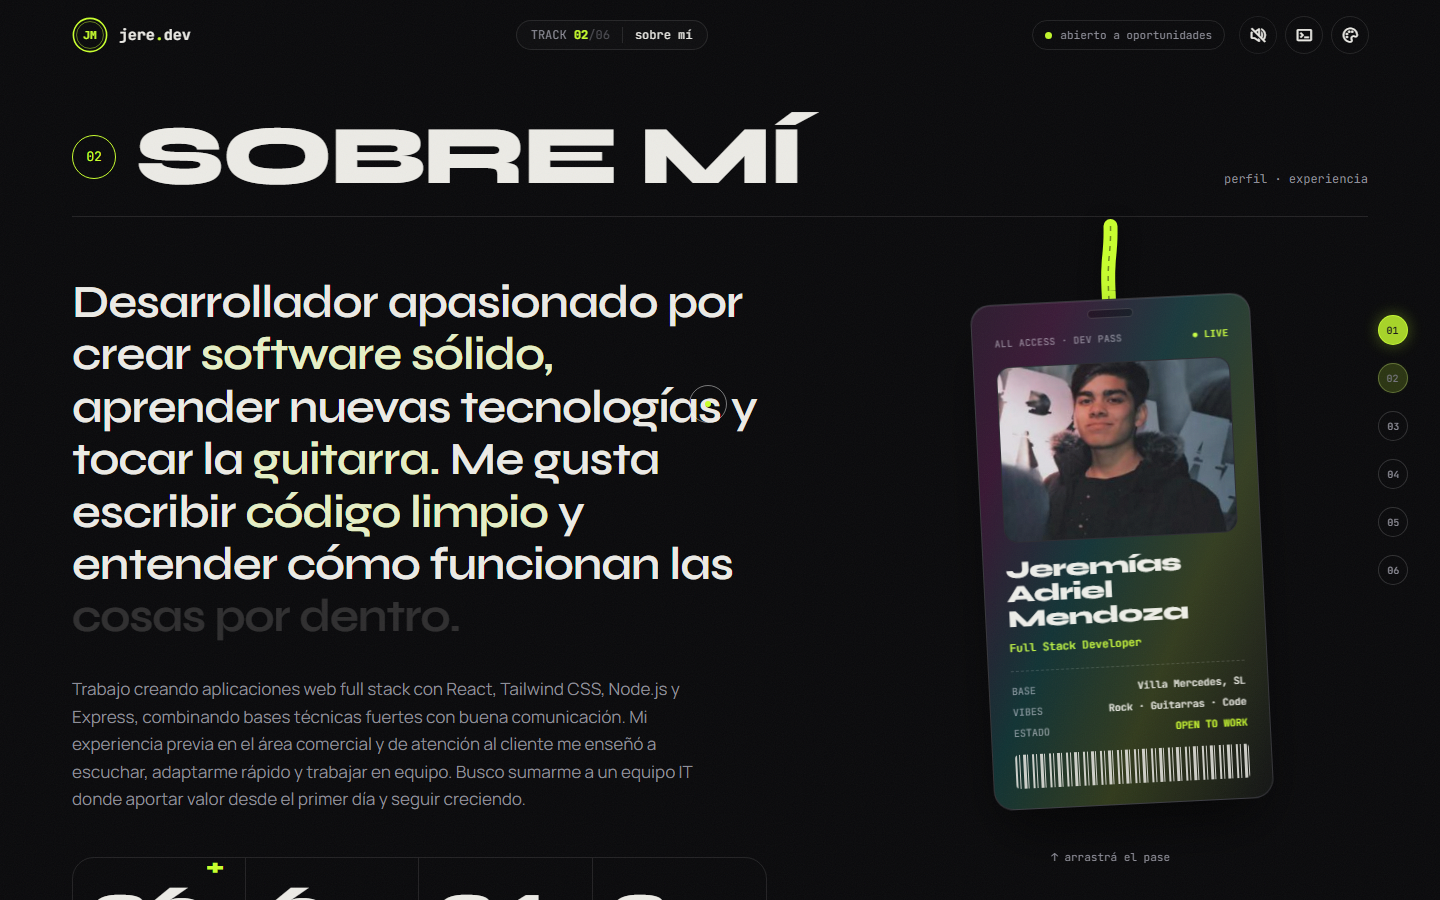 JM jere.dev
TRACK 02/06 sobre mí
abierto a oportunidades
02 SOBRE MÍ
perfil · experiencia
Desarrollador apasionado por
crear software sólido,
aprender nuevas tecnologías y
tocar la guitarra. Me gusta
escribir código limpio y
entender cómo funcionan las
cosas por dentro.
Trabajo creando aplicaciones web full stack con React, Tailwind CSS, Node.js y
Express, combinando bases técnicas fuertes con buena comunicación. Mi
experiencia previa en el área comercial y de atención al cliente me enseñó a
escuchar, adaptarme rápido y trabajar en equipo. Busco sumarme a un equipo IT
donde aportar valor desde el primer día y seguir creciendo.
+
ALL ACCESS · DEV PASS
● LIVE
Jeremías
Adriel
Mendoza
Full Stack Developer
BASE Villa Mercedes, SL
VIBES Rock · Guitarras · Code
ESTADO OPEN TO WORK
↑ arrastrá el pase
01
02
03
04
05
06